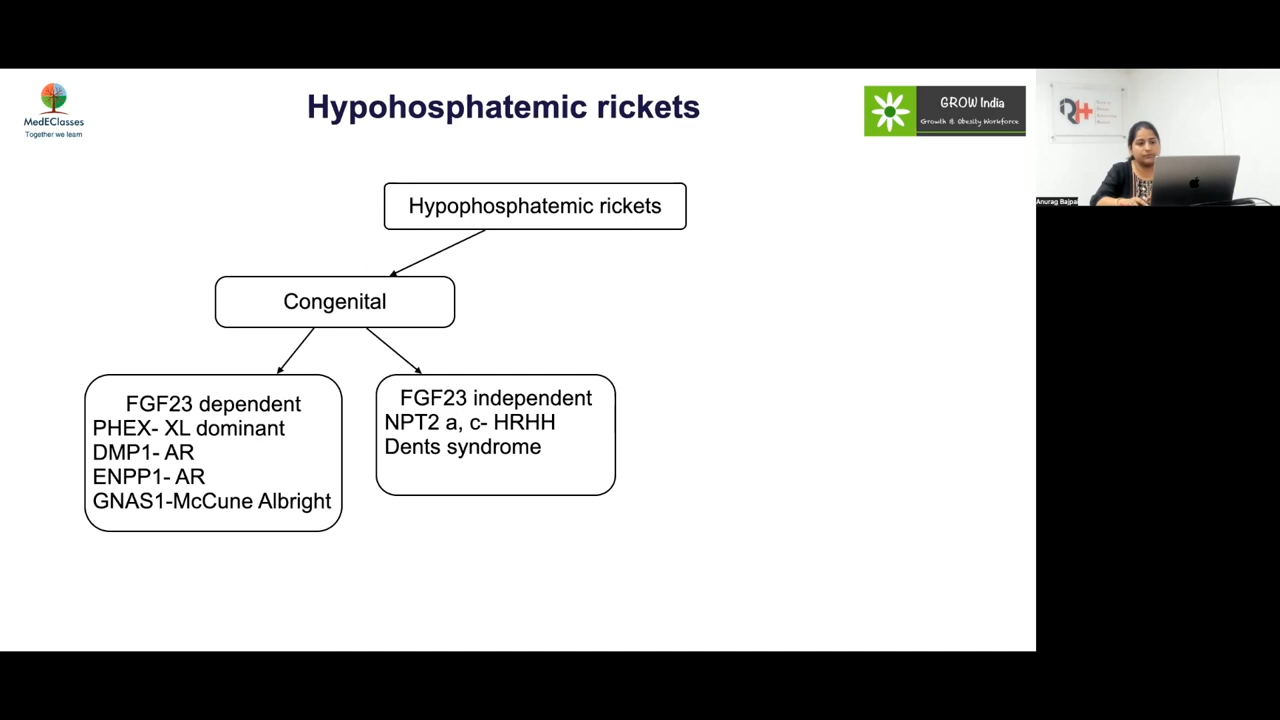 MedEClasses
Together we learn
Hypohosphatemic rickets
GROW India
Growth & Obesity Workforce
Hypophosphatemic rickets
Congenital
FGF23 dependent
PHEX- XL dominant
DMP1- AR
ENPP1- AR
GNAS1-McCune Albright
FGF23 independent
NPT2 a, c- HRHH
Dents syndrome
Anurag Bajpai